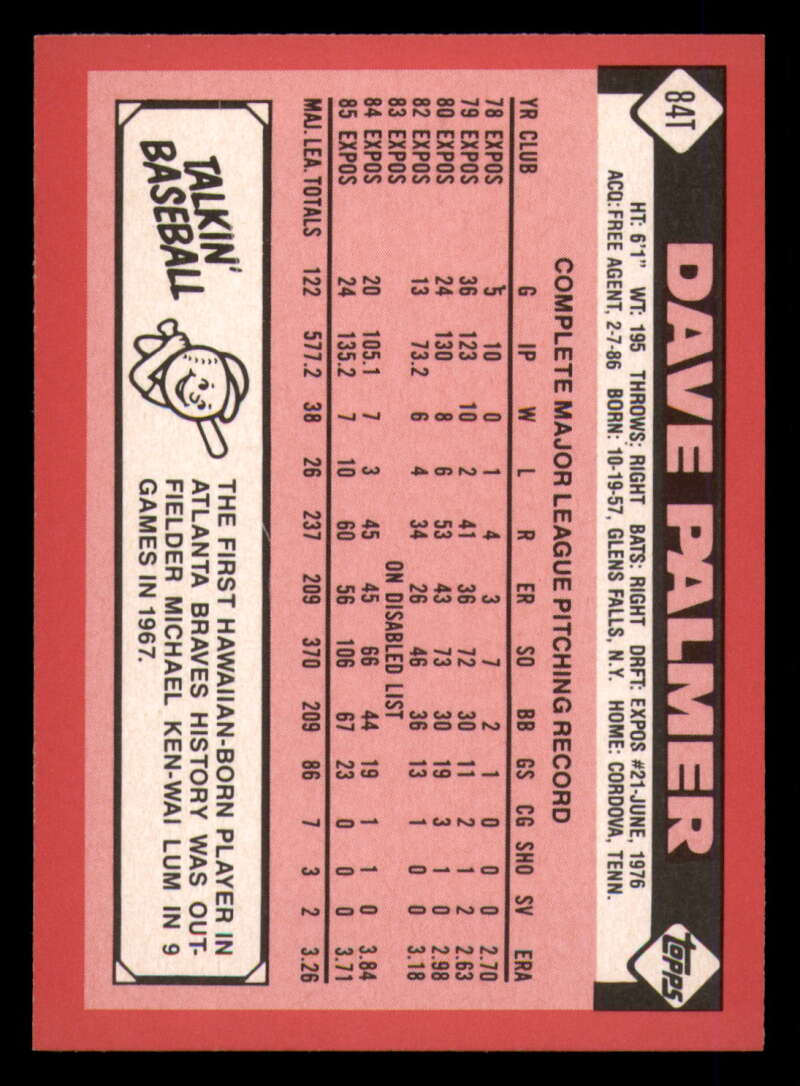 84T
DAVE PALMER
topps
HT: 6'1" WT: 195 THROWS: RIGHT BATS: RIGHT DRFT: EXPOS #21-JUNE, 1976
ACQ: FREE AGENT, 2-7-86 BORN: 10-19-57, GLENS FALLS, N.Y. HOME: CORDOVA, TENN.
COMPLETE MAJOR LEAGUE PITCHING RECORD
YR CLUB G IP W L R ER SO BB GS CG SHO SV ERA
78 EXPOS 5 10 0 1 4 3 7 2 1 0 0 0 2.70
79 EXPOS 36 123 10 2 41 36 72 30 11 2 1 2 2.63
80 EXPOS 24 130 8 6 53 43 73 30 19 3 1 0 2.98
82 EXPOS 13 73.2 6 4 34 26 46 36 13 1 0 0 3.18
83 EXPOS ON DISABLED LIST
84 EXPOS 20 105.1 7 3 45 45 66 44 19 1 1 0 3.84
85 EXPOS 24 135.2 7 10 60 56 106 67 23 0 0 0 3.71
MAJ. LEA. TOTALS 122 577.2 38 26 237 209 370 209 86 7 3 2 3.26
TALKIN'
BASEBALL
THE FIRST HAWAIIAN-BORN PLAYER IN
ATLANTA BRAVES HISTORY WAS OUT-
FIELDER MICHAEL KEN-WAI LUM IN 9
GAMES IN 1967.